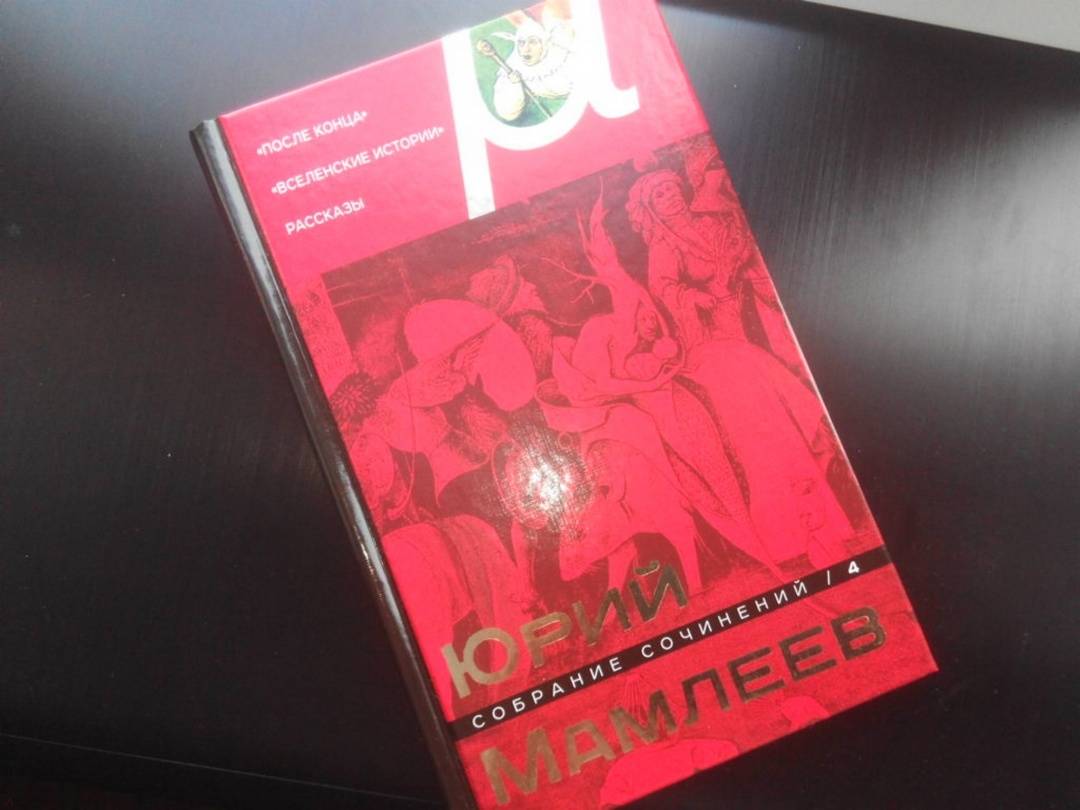 «ПОСЛЕ КОНЦА»
«ВСЕЛЕНСКИЕ ИСТОРИИ»
РАССКАЗЫ
ЮРИЙ
СОБРАНИЕ СОЧИНЕНИЙ / 4
МАМЛЕЕВ